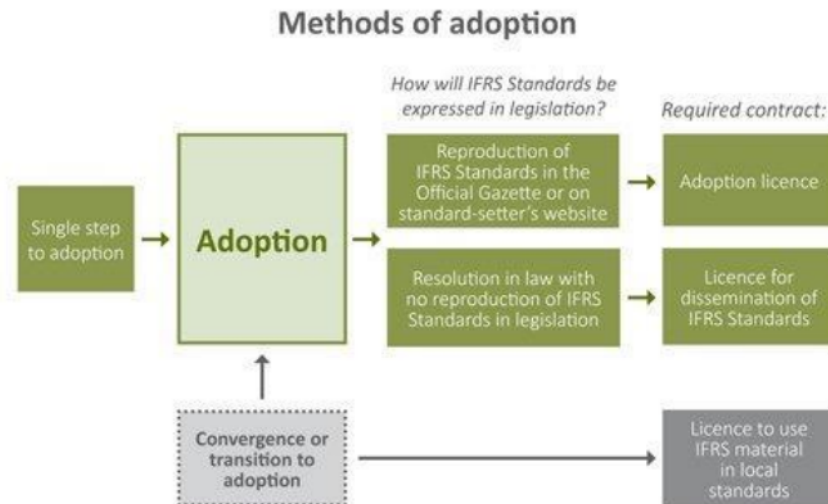 Methods of adoption
How will IFRS Standards be
expressed in legislation?
Required contract:
Single step
to adoption
Adoption
Reproduction of
IFRS Standards in the
Official Gazette or on
standard-setter's website
Adoption licence
Resolution in law with
no reproduction of IFRS
Standards in legislation
Licence for
dissemination of
IFRS Standards
Convergence or
transition to
adoption
Licence to use
IFRS material
in local
standards